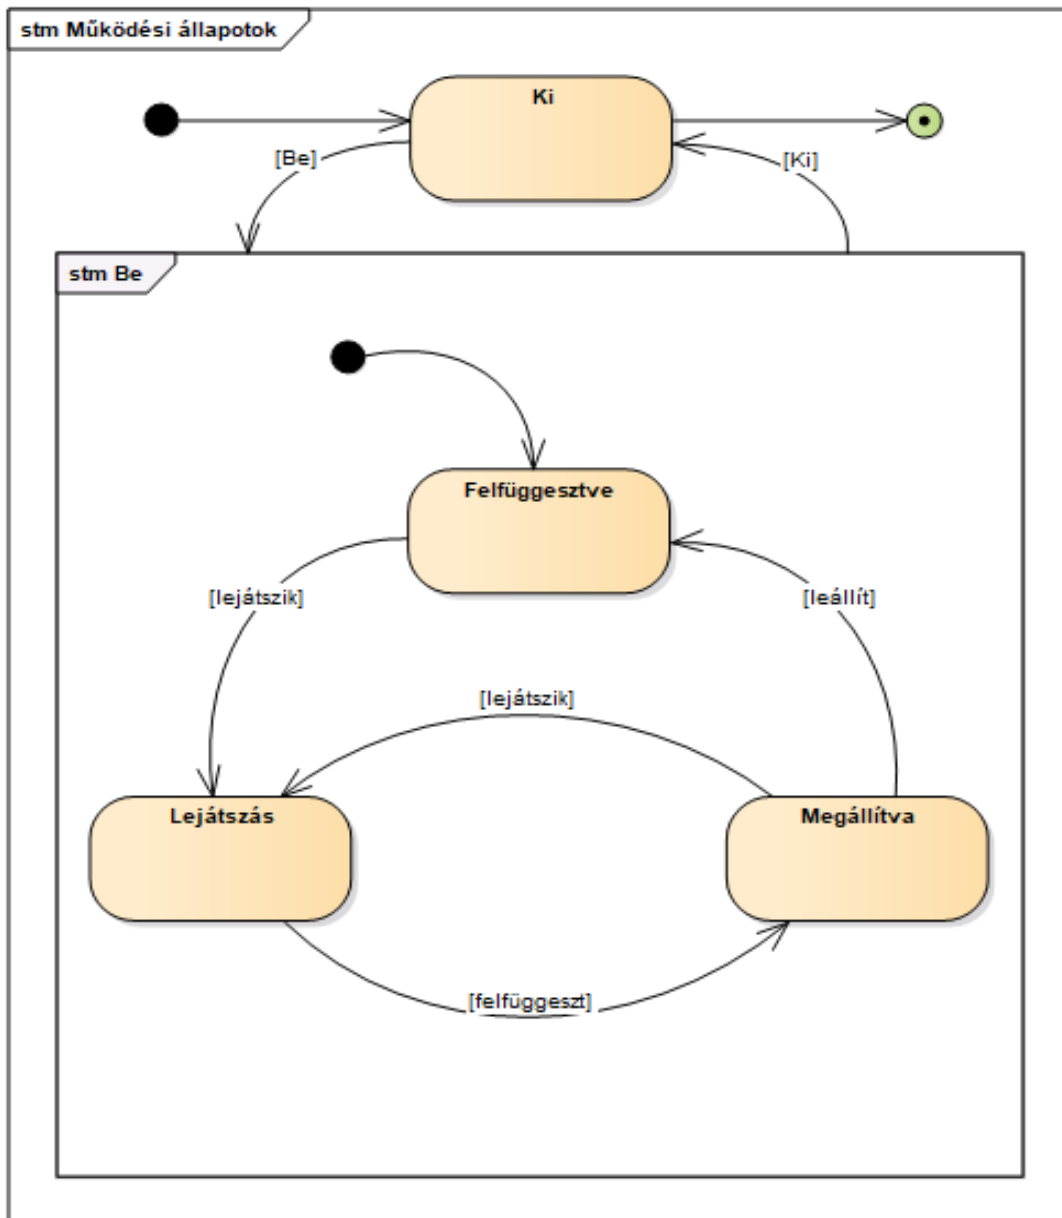 stm Működési állapotok
Ki
[Be]
[Ki]
stm Be
Felfüggesztve
[lejátszik]
[leállít]
[lejátszik]
Lejátszás
Megállítva
[felfüggeszt]